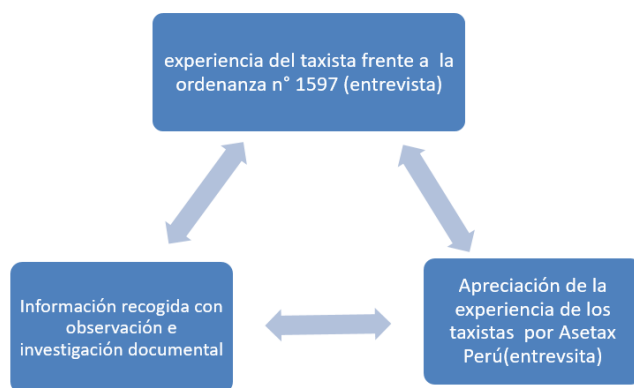 experiencia del taxista frente a la
ordenanza n° 1597 (entrevista)
Información recogida con
observación e
investigación documental
Apreciación de la
experiencia de los
taxistas por Asetax
Perú(entrevsita)